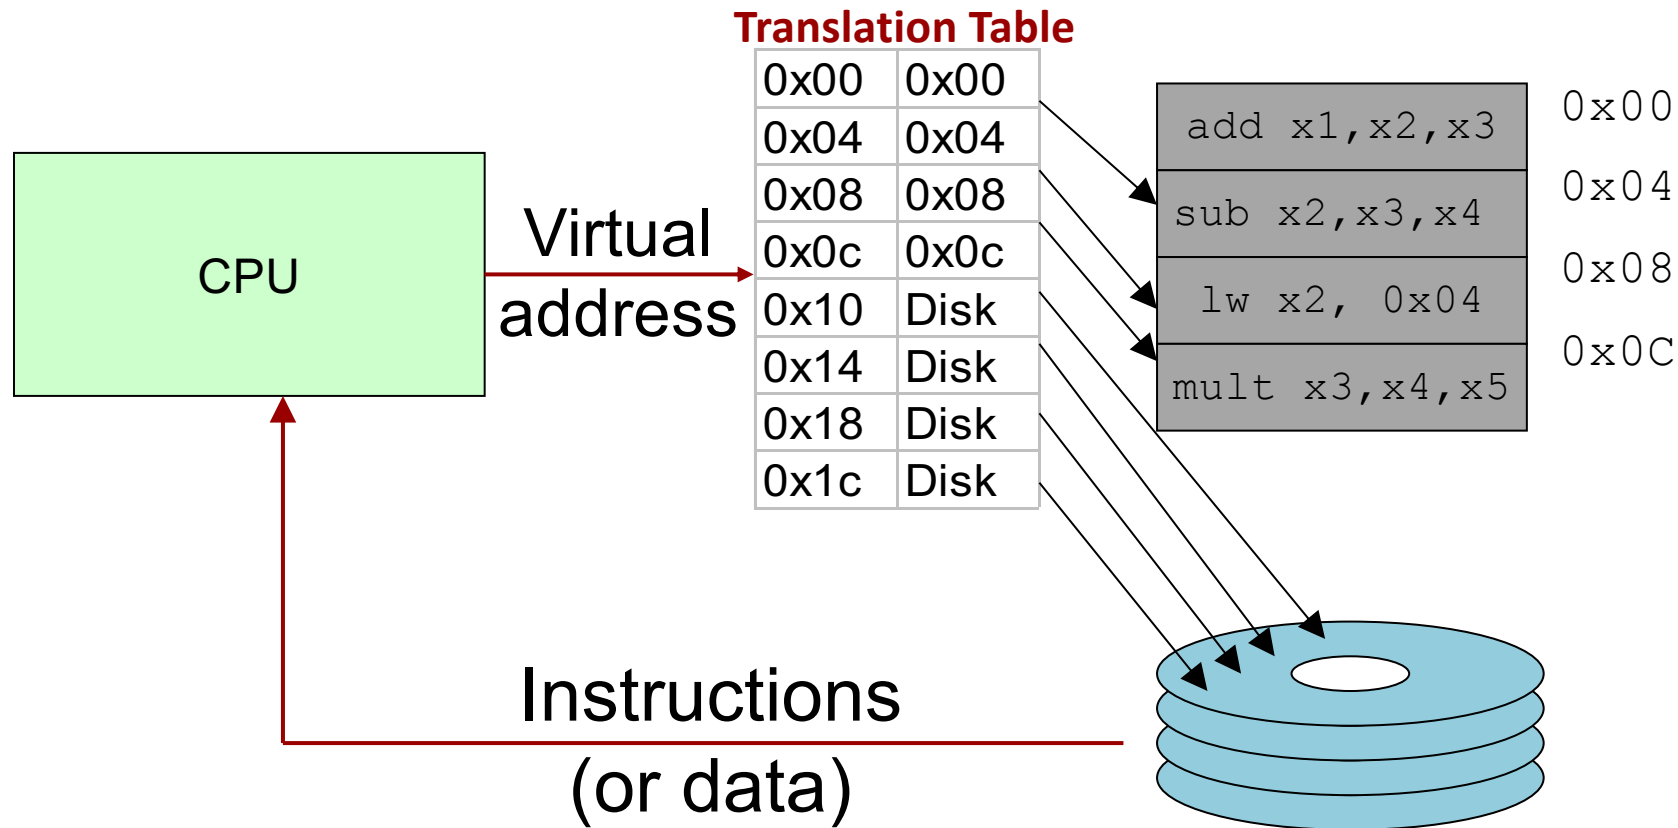 Translation Table
0x00 0x00
0x04 0x04
0x08 0x08
0x0c 0x0c
0x10 Disk
0x14 Disk
0x18 Disk
0x1c Disk
CPU
Virtual
address
add x1,x2,x3
sub x2,x3,x4
lw x2, 0x04
mult x3,x4,x5
0x00
0x04
0x08
0x0C
Instructions
(or data)